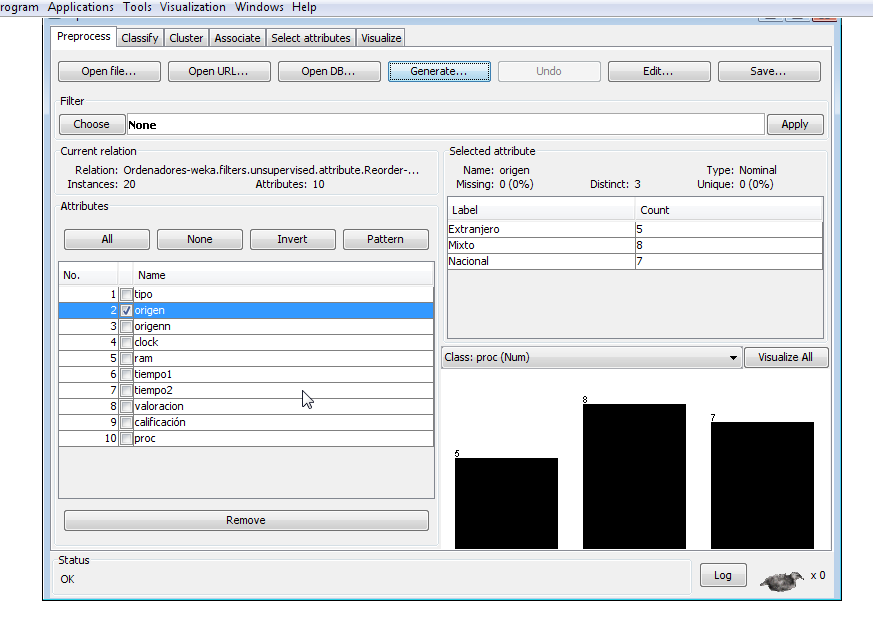 rogram Applications Tools Visualization Windows Help
Preprocess Classify Cluster Associate Select attributes Visualize
Open file... Open URL... Open DB... Generate... Undo Edit... Save...
Filter
Choose None Apply
Current relation
Relation: Ordenadores-weka.filters.unsupervised.attribute.Reorder-...
Instances: 20 Attributes: 10
Attributes
All None Invert Pattern
No. Name
1 tipo
2 origen
3 origenn
4 clock
5 ram
6 tiempo1
7 tiempo2
8 valoracion
9 calificación
10 proc
Remove
Selected attribute
Name: origen Type: Nominal
Missing: 0 (0%) Distinct: 3 Unique: 0 (0%)
Label Count
Extranjero 5
Mixto 8
Nacional 7
Class: proc (Num) Visualize All
5 8 7
Status
OK
Log x 0